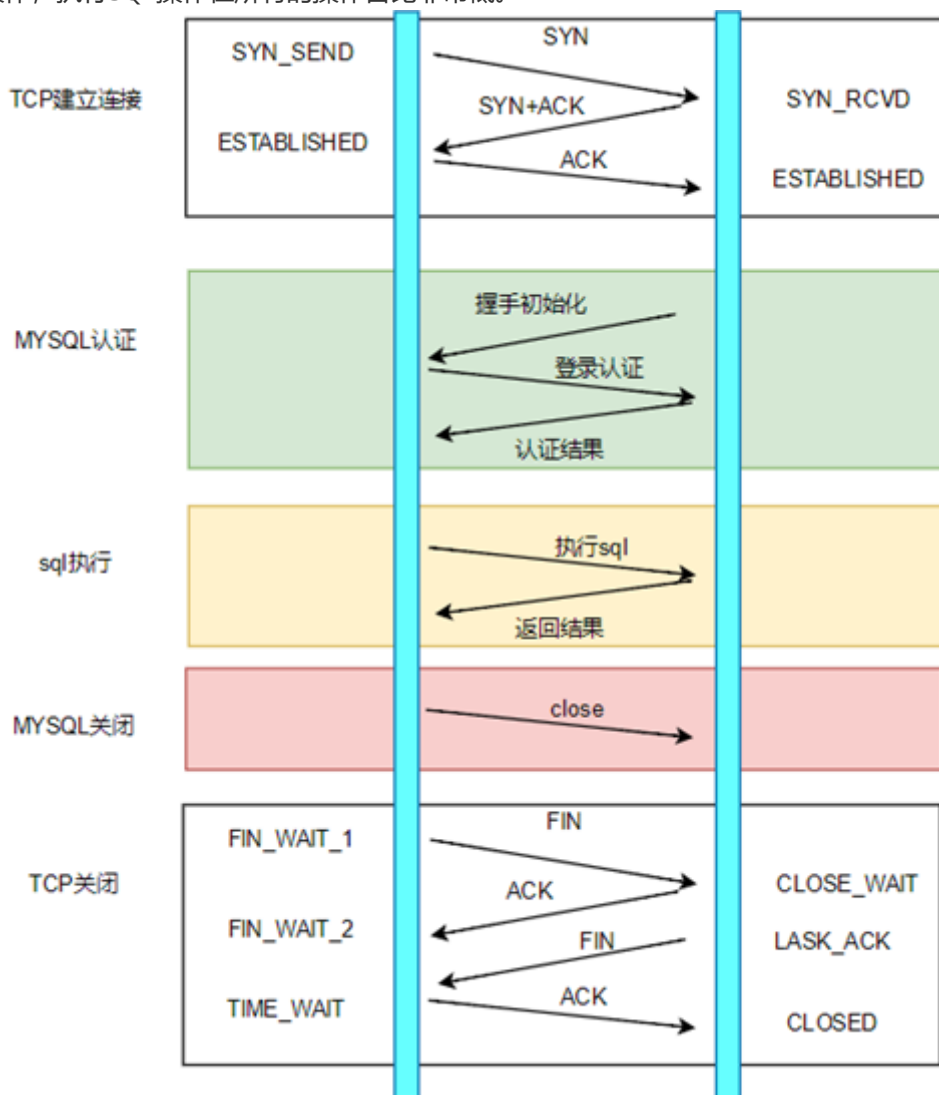 SYN
SYN_SEND
TCP建立连接
SYN+ACK
SYN_RCVD
ESTABLISHED
ACK
ESTABLISHED
握手初始化
MYSQL认证
登录认证
认证结果
执行sql
sql执行
返回结果
close
MYSQL关闭
FIN
FIN_WAIT_1
TCP关闭
ACK
CLOSE_WAIT
FIN_WAIT_2
FIN
LASK_ACK
TIME_WAIT
ACK
CLOSED